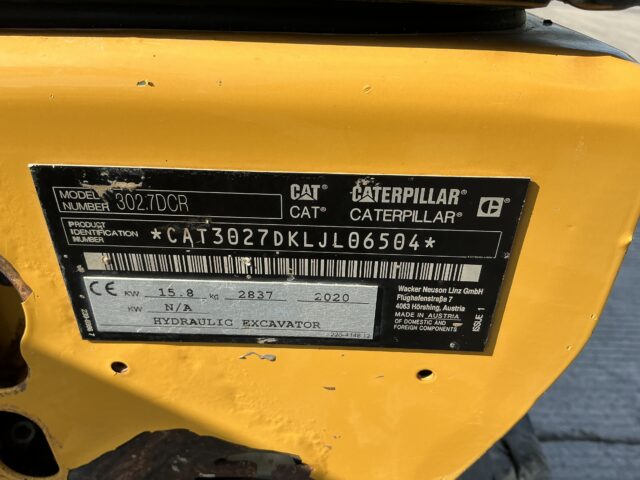 MODEL NUMBER 302.7DCR
CAT® CATERPILLAR®
CAT® CATERPILLAR® C
PRODUCT IDENTIFICATION NUMBER *CAT3027DKLJL06504*
CE KW 15.8 kg 2837 2020
KW N/A
HYDRAULIC EXCAVATOR
Wacker Neuson Linz GmbH
Flughafenstraße 7
4063 Hörsching, Austria
MADE IN AUSTRIA
OF DOMESTIC AND
FOREIGN COMPONENTS
ISSUE 1